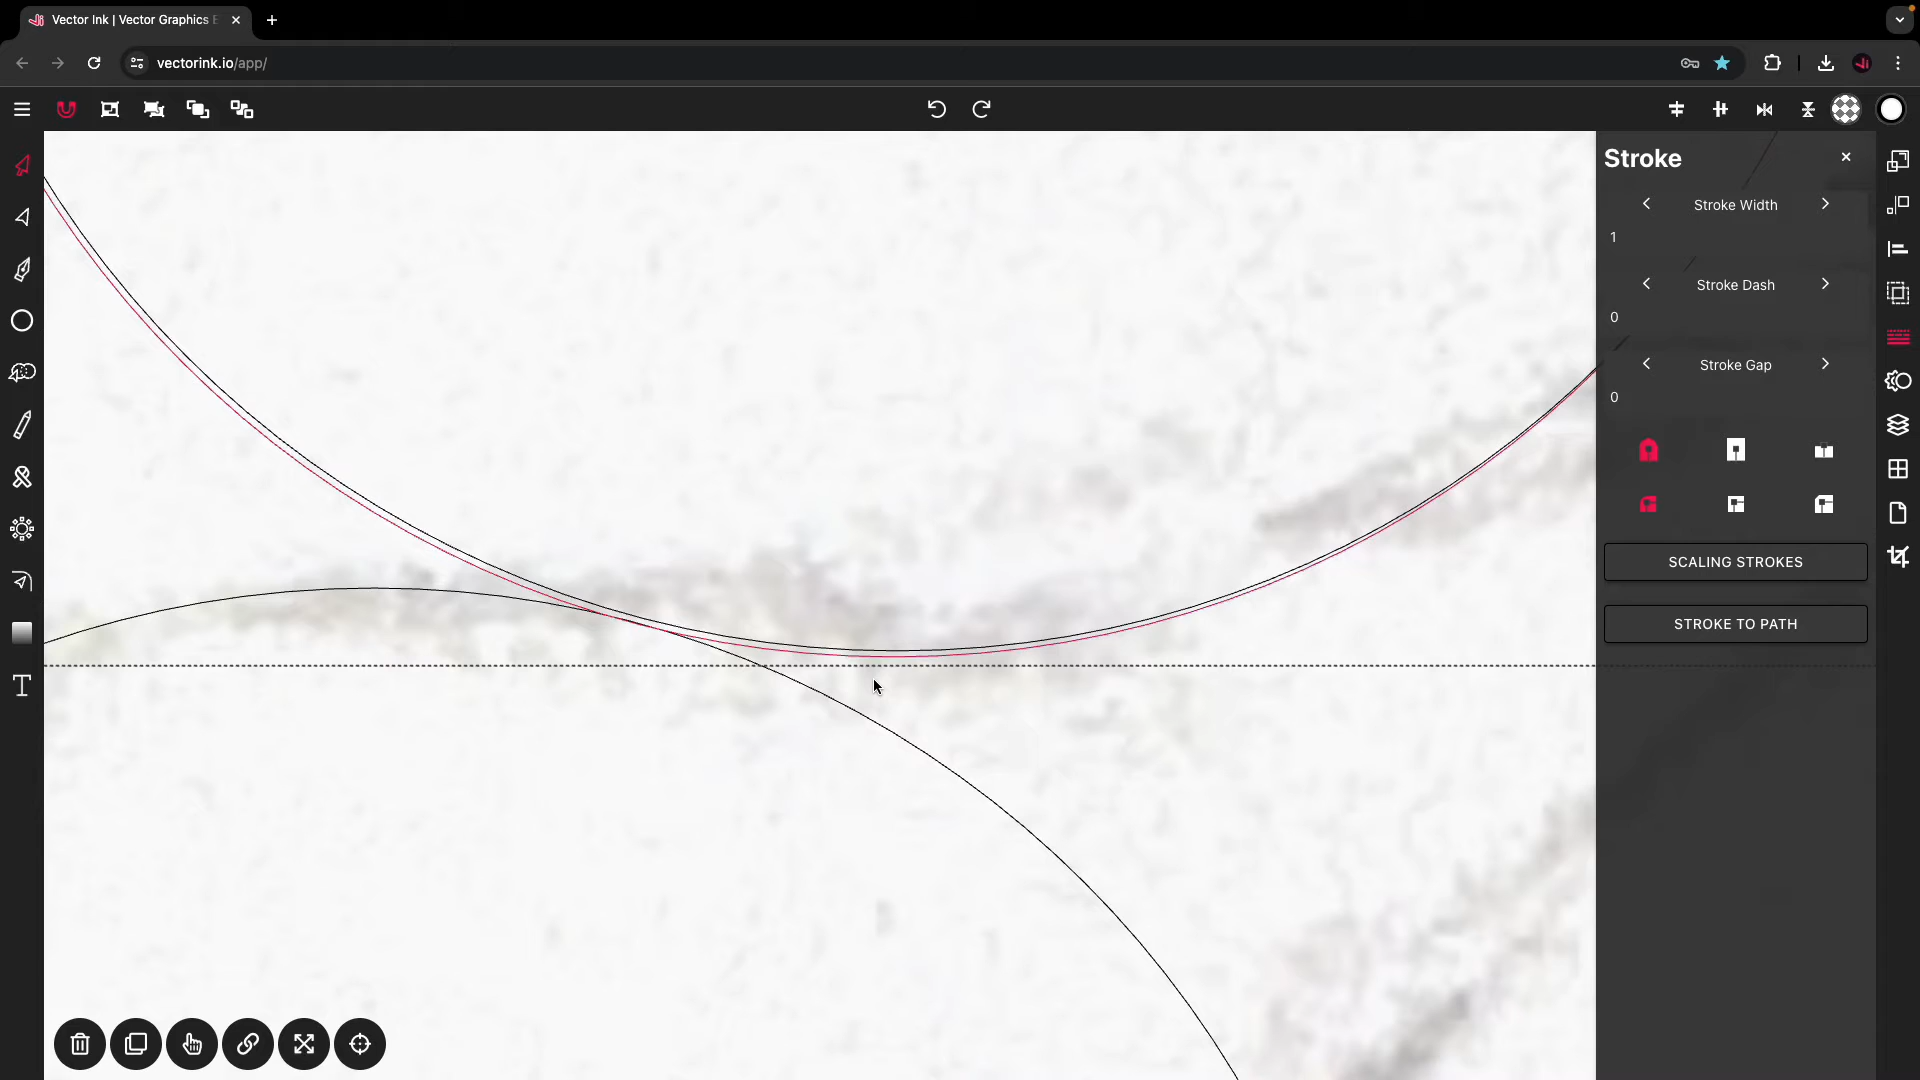 Vector Ink | Vector Graphics E
vectorink.io/app/
Stroke
Stroke Width
1
Stroke Dash
0
Stroke Gap
0
SCALING STROKES
STROKE TO PATH